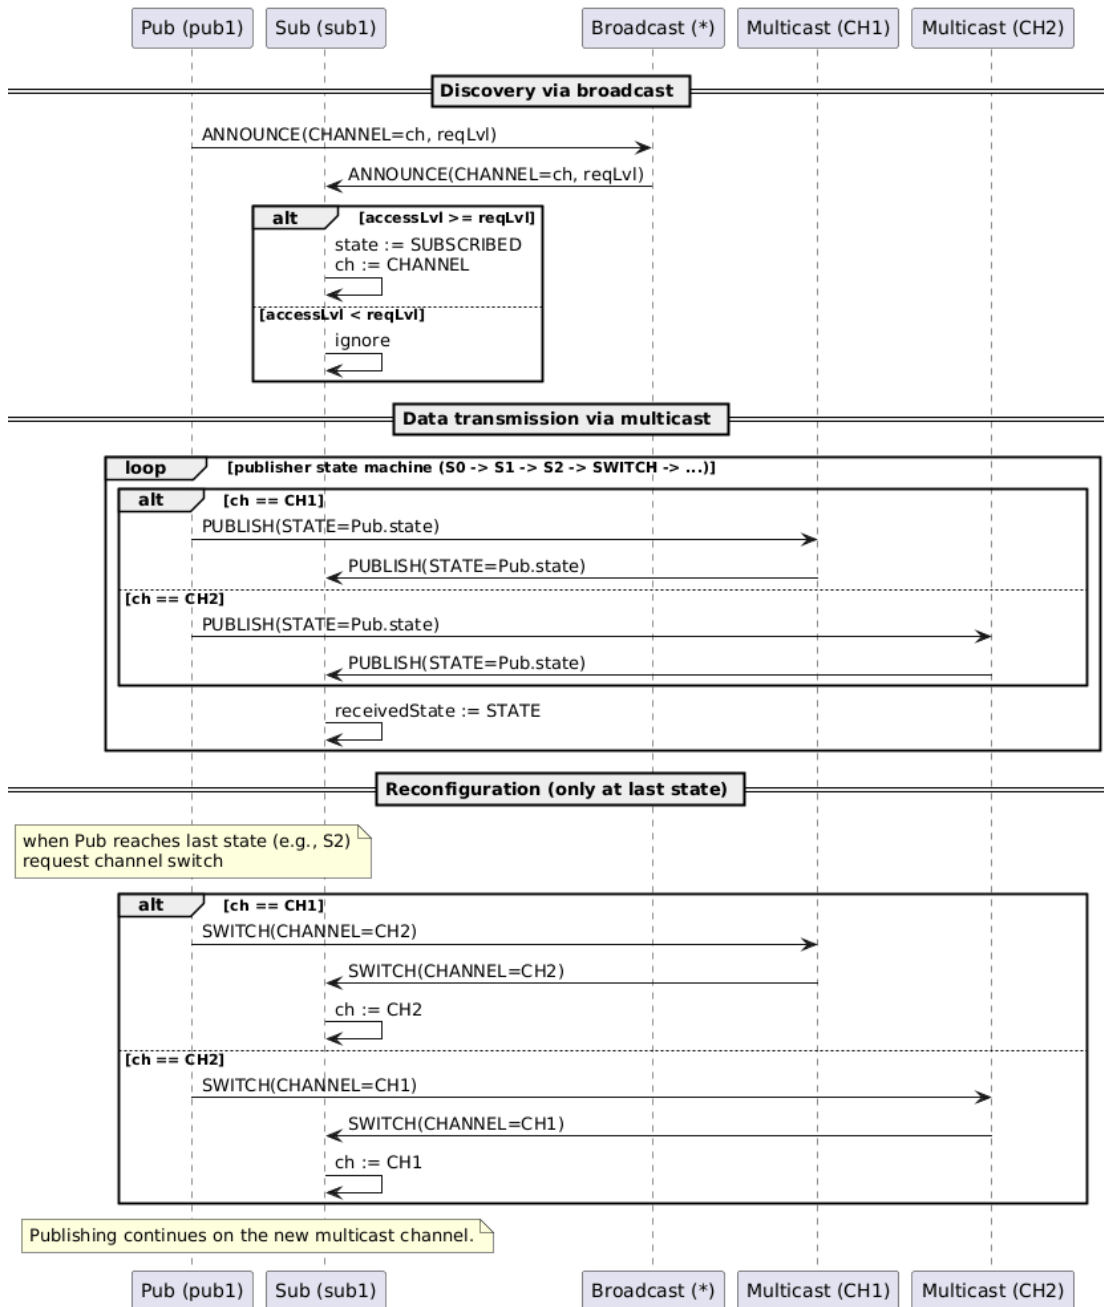 Pub (pub1) Sub (sub1) Broadcast (*) Multicast (CH1) Multicast (CH2)
Discovery via broadcast
ANNOUNCE(CHANNEL=ch, reqLvl)
ANNOUNCE(CHANNEL=ch, reqLvl)
alt [accessLvl >= reqLvl]
state := SUBSCRIBED
ch := CHANNEL
[accessLvl < reqLvl]
ignore
Data transmission via multicast
loop [publisher state machine (S0 -> S1 -> S2 -> SWITCH -> ...)]
alt [ch == CH1]
PUBLISH(STATE=Pub.state)
PUBLISH(STATE=Pub.state)
[ch == CH2]
PUBLISH(STATE=Pub.state)
PUBLISH(STATE=Pub.state)
receivedState := STATE
Reconfiguration (only at last state)
when Pub reaches last state (e.g., S2)
request channel switch
alt [ch == CH1]
SWITCH(CHANNEL=CH2)
SWITCH(CHANNEL=CH2)
ch := CH2
[ch == CH2]
SWITCH(CHANNEL=CH1)
SWITCH(CHANNEL=CH1)
ch := CH1
Publishing continues on the new multicast channel.
Pub (pub1) Sub (sub1) Broadcast (*) Multicast (CH1) Multicast (CH2)